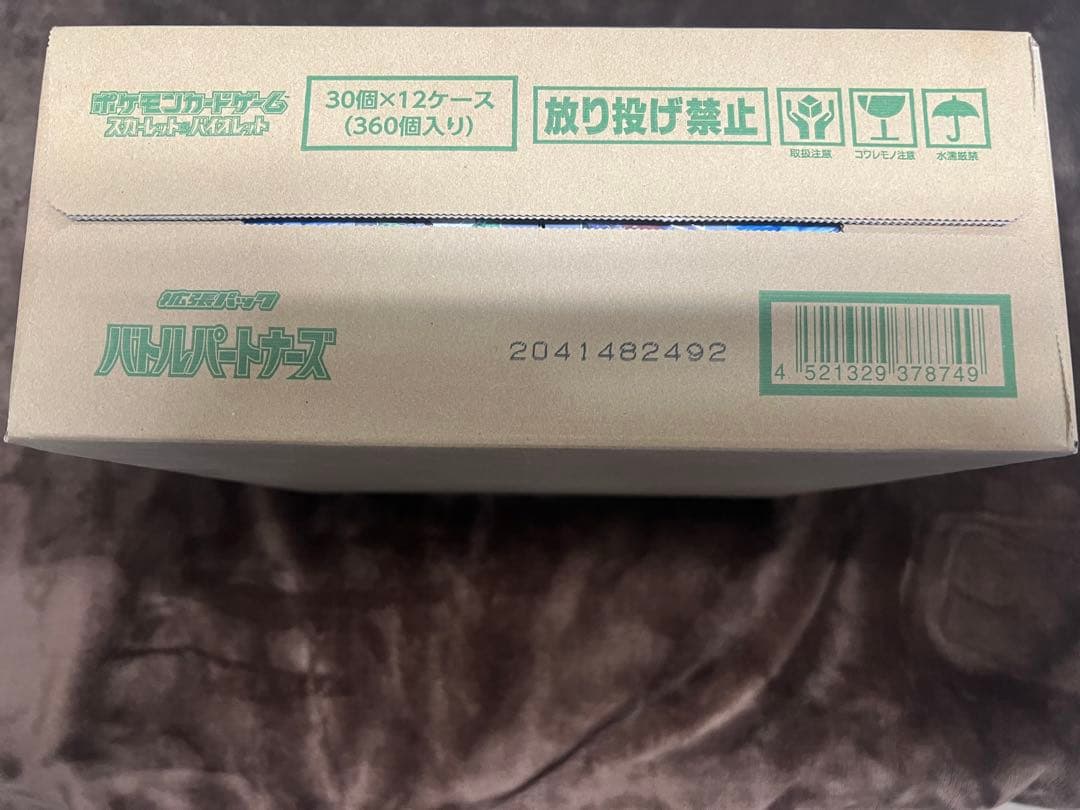 ポケモンカードゲーム
スカーレット&バイオレット
30個×12ケース
(360個入り)
放り投げ禁止
取扱注意
コワレモノ注意
水濡厳禁
拡張パック
バトルパートナーズ
2041482492
4 521329 378749